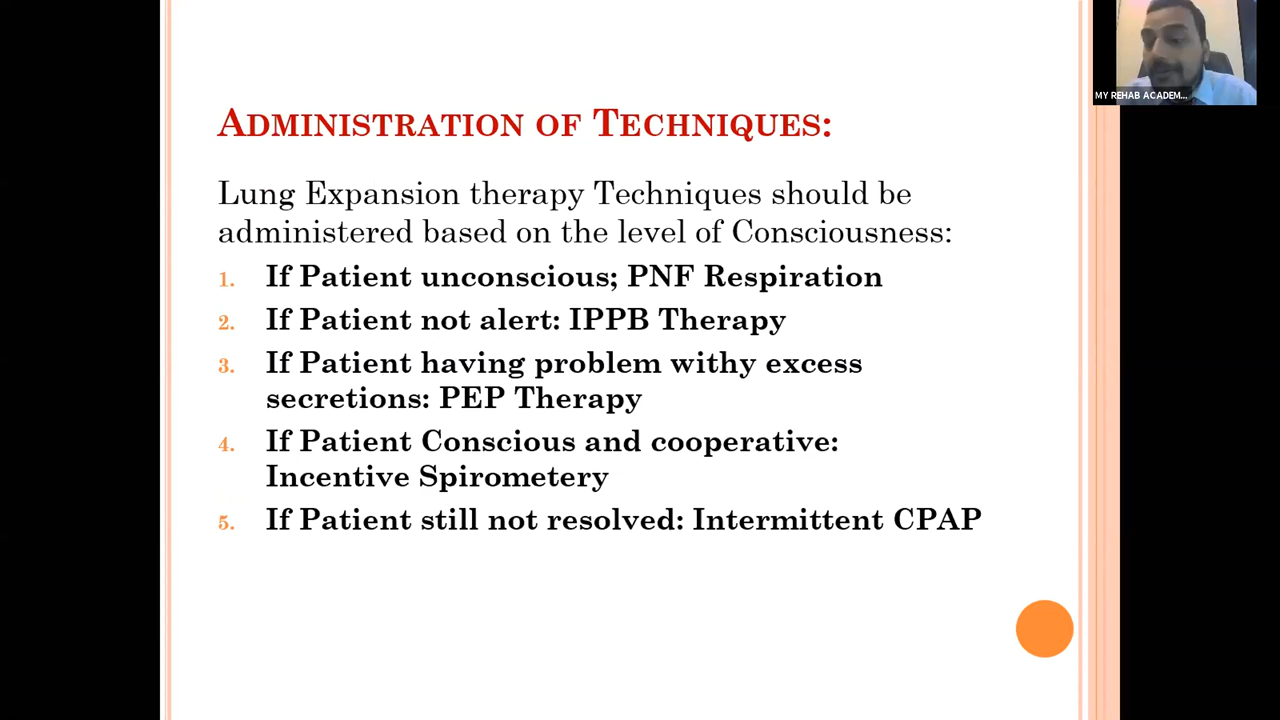 ADMINISTRATION OF TECHNIQUES:
Lung Expansion therapy Techniques should be
administered based on the level of Consciousness:
1. If Patient unconscious; PNF Respiration
2. If Patient not alert: IPPB Therapy
3. If Patient having problem withy excess
secretions: PEP Therapy
4. If Patient Conscious and cooperative:
Incentive Spirometery
5. If Patient still not resolved: Intermittent CPAP
MY REHAB ACADEM...